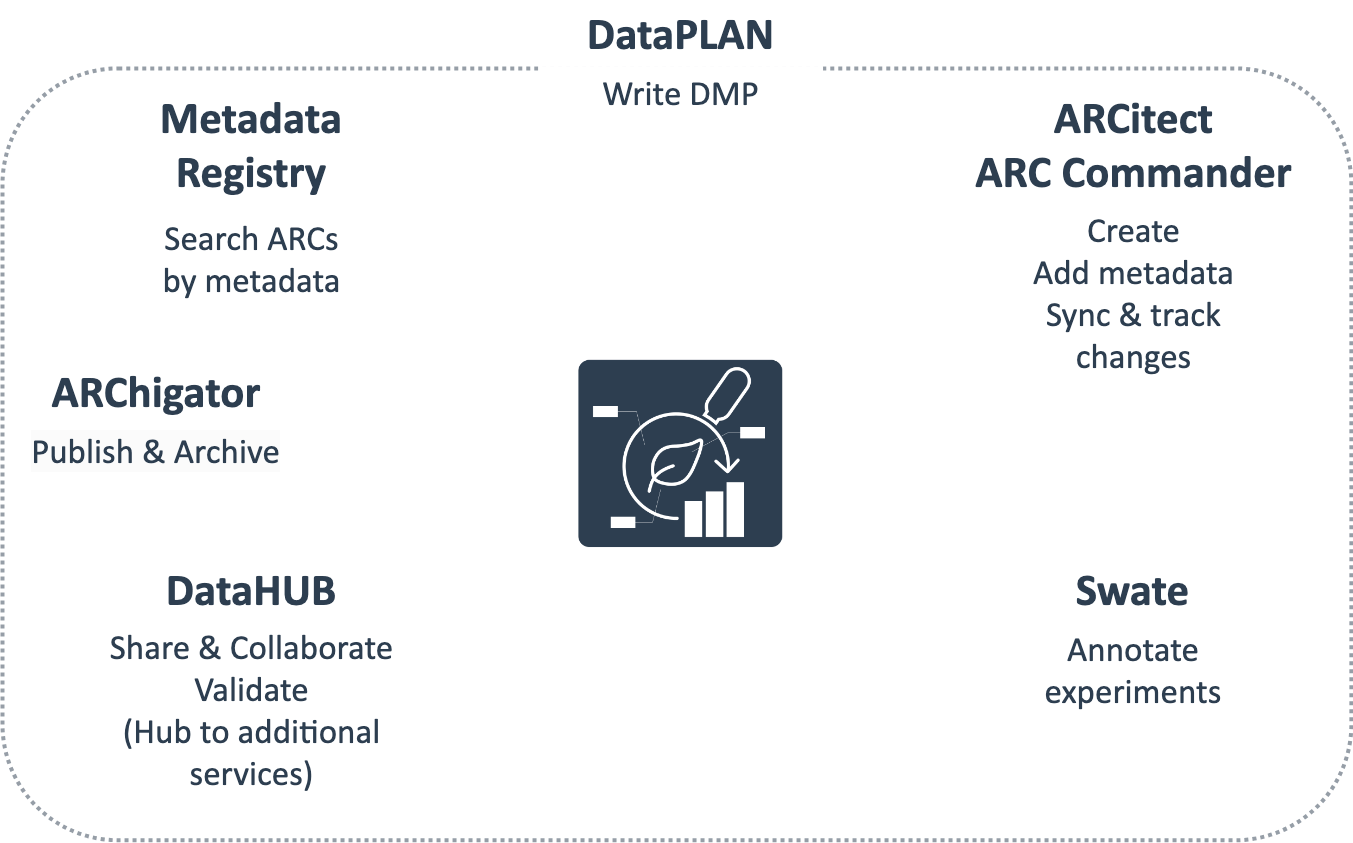 DataPLAN
Write DMP
Metadata
Registry
Search ARCs
by metadata
ARCitect
ARC Commander
Create
Add metadata
Sync & track
changes
ARChigator
Publish & Archive
DataHUB
Share & Collaborate
Validate
(Hub to additional
services)
Swate
Annotate
experiments